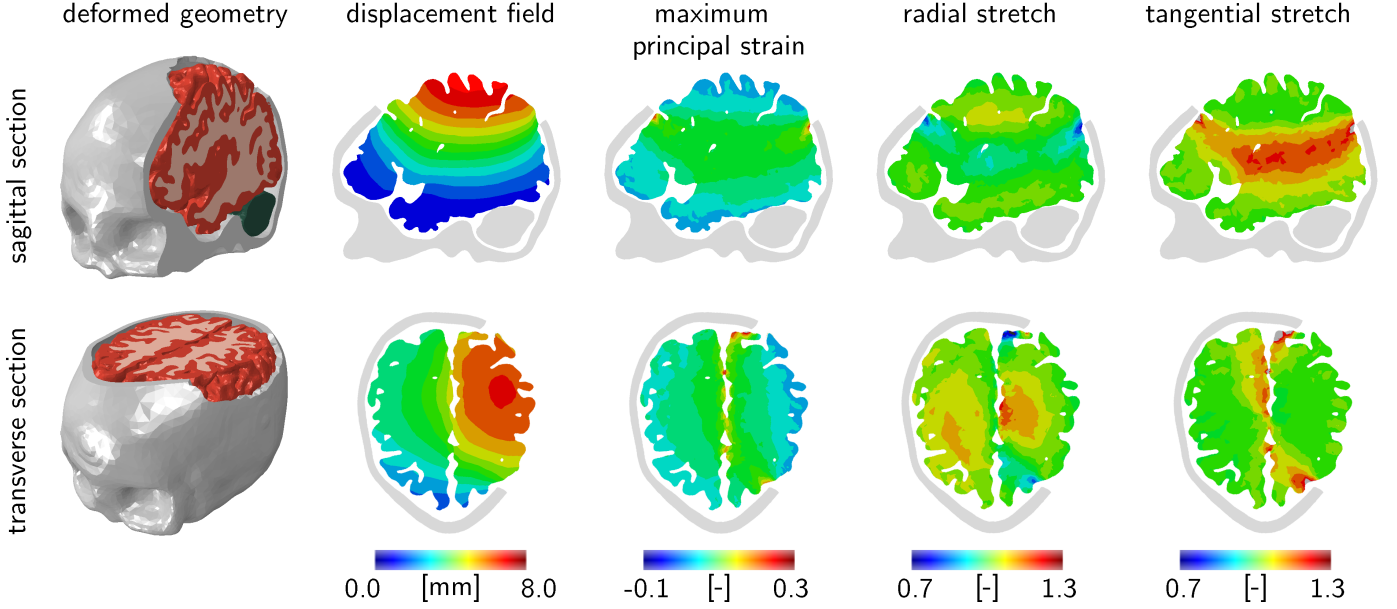 deformed geometry
displacement field
maximum
principal strain
radial stretch
tangential stretch
sagittal section
transverse section
0.0 [mm] 8.0
-0.1 [-] 0.3
0.7 [-] 1.3
0.7 [-] 1.3